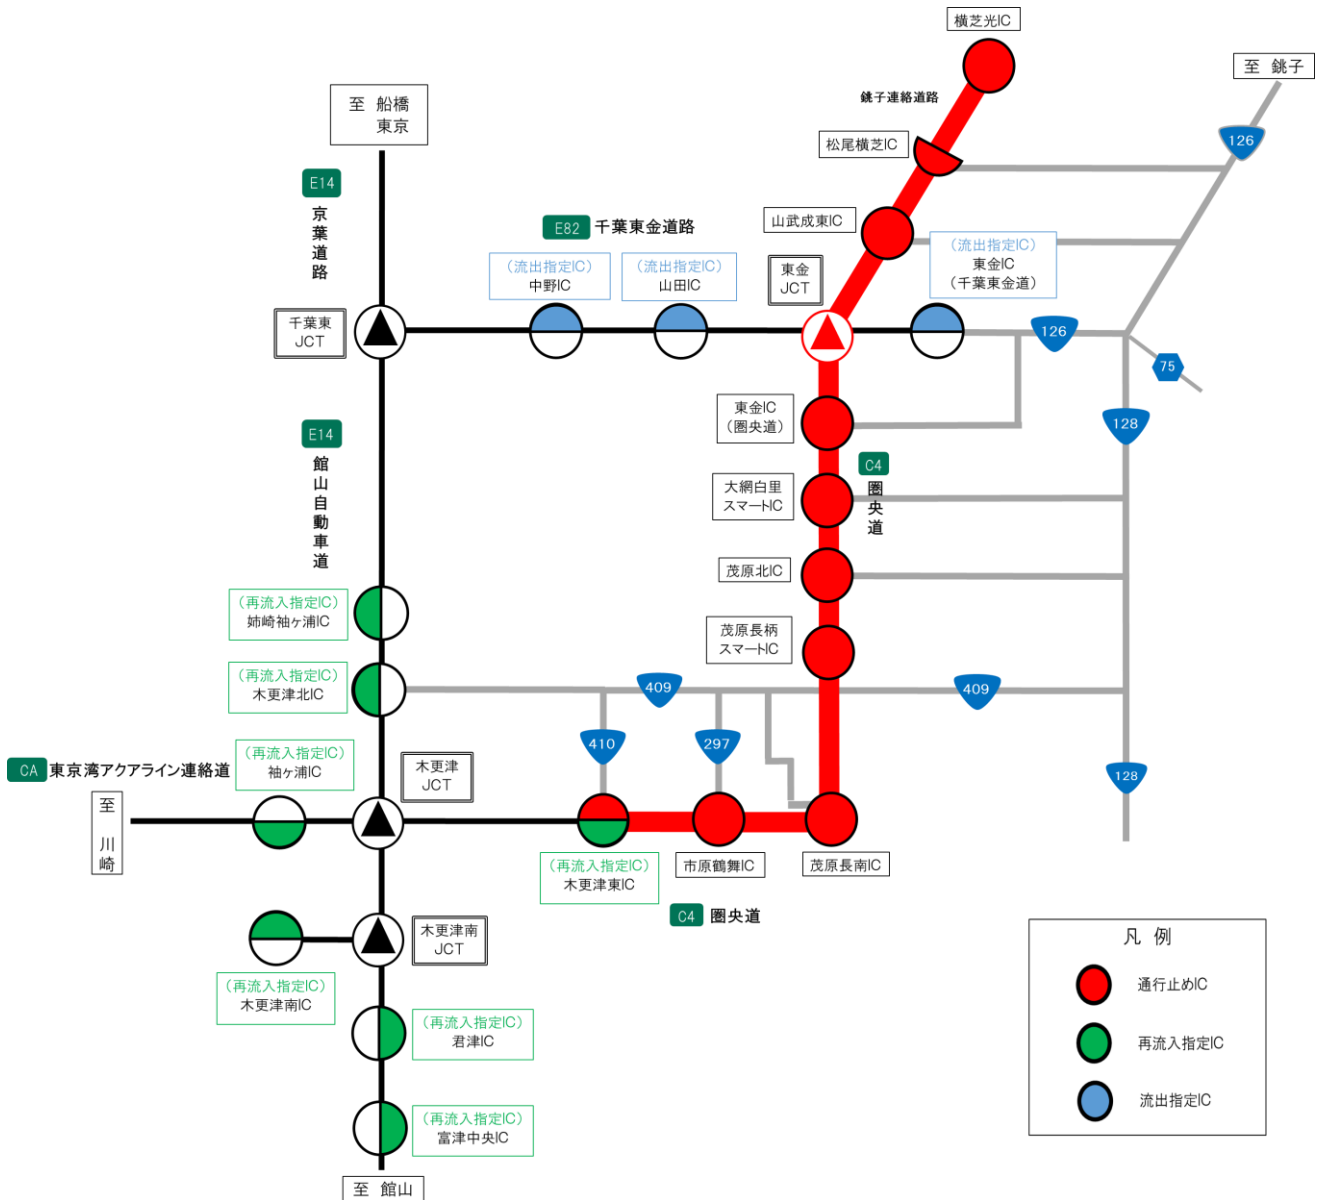 横芝光IC
至 銚子
銚子連絡道路
至 船橋
東京
126
松尾横芝IC
E14
京葉道路
山武成東IC
E82
千葉東金道路
(流出指定IC)
中野IC
(流出指定IC)
山田IC
東金
JCT
(流出指定IC)
東金IC
(千葉東金道)
千葉東
JCT
126
75
東金IC
(圏央道)
128
E14
館山自動車道
C4
圏央道
大網白里
スマートIC
茂原北IC
(再流入指定IC)
姉崎袖ヶ浦IC
茂原長柄
スマートIC
(再流入指定IC)
木更津北IC
409
409
410
297
(再流入指定IC)
袖ヶ浦IC
木更津
JCT
CA
東京湾アクアライン連絡道
128
至 川崎
(再流入指定IC)
木更津東IC
市原鶴舞IC
茂原長南IC
C4
圏央道
木更津南
JCT
(再流入指定IC)
木更津南IC
(再流入指定IC)
君津IC
(再流入指定IC)
富津中央IC
至 館山
凡 例
通行止めIC
再流入指定IC
流出指定IC